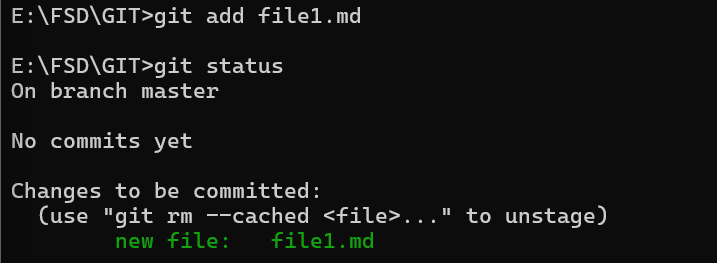 E:\FSD\GIT>git add file1.md
E:\FSD\GIT>git status
On branch master
No commits yet
Changes to be committed:
  (use "git rm --cached <file>..." to unstage)
        new file:   file1.md